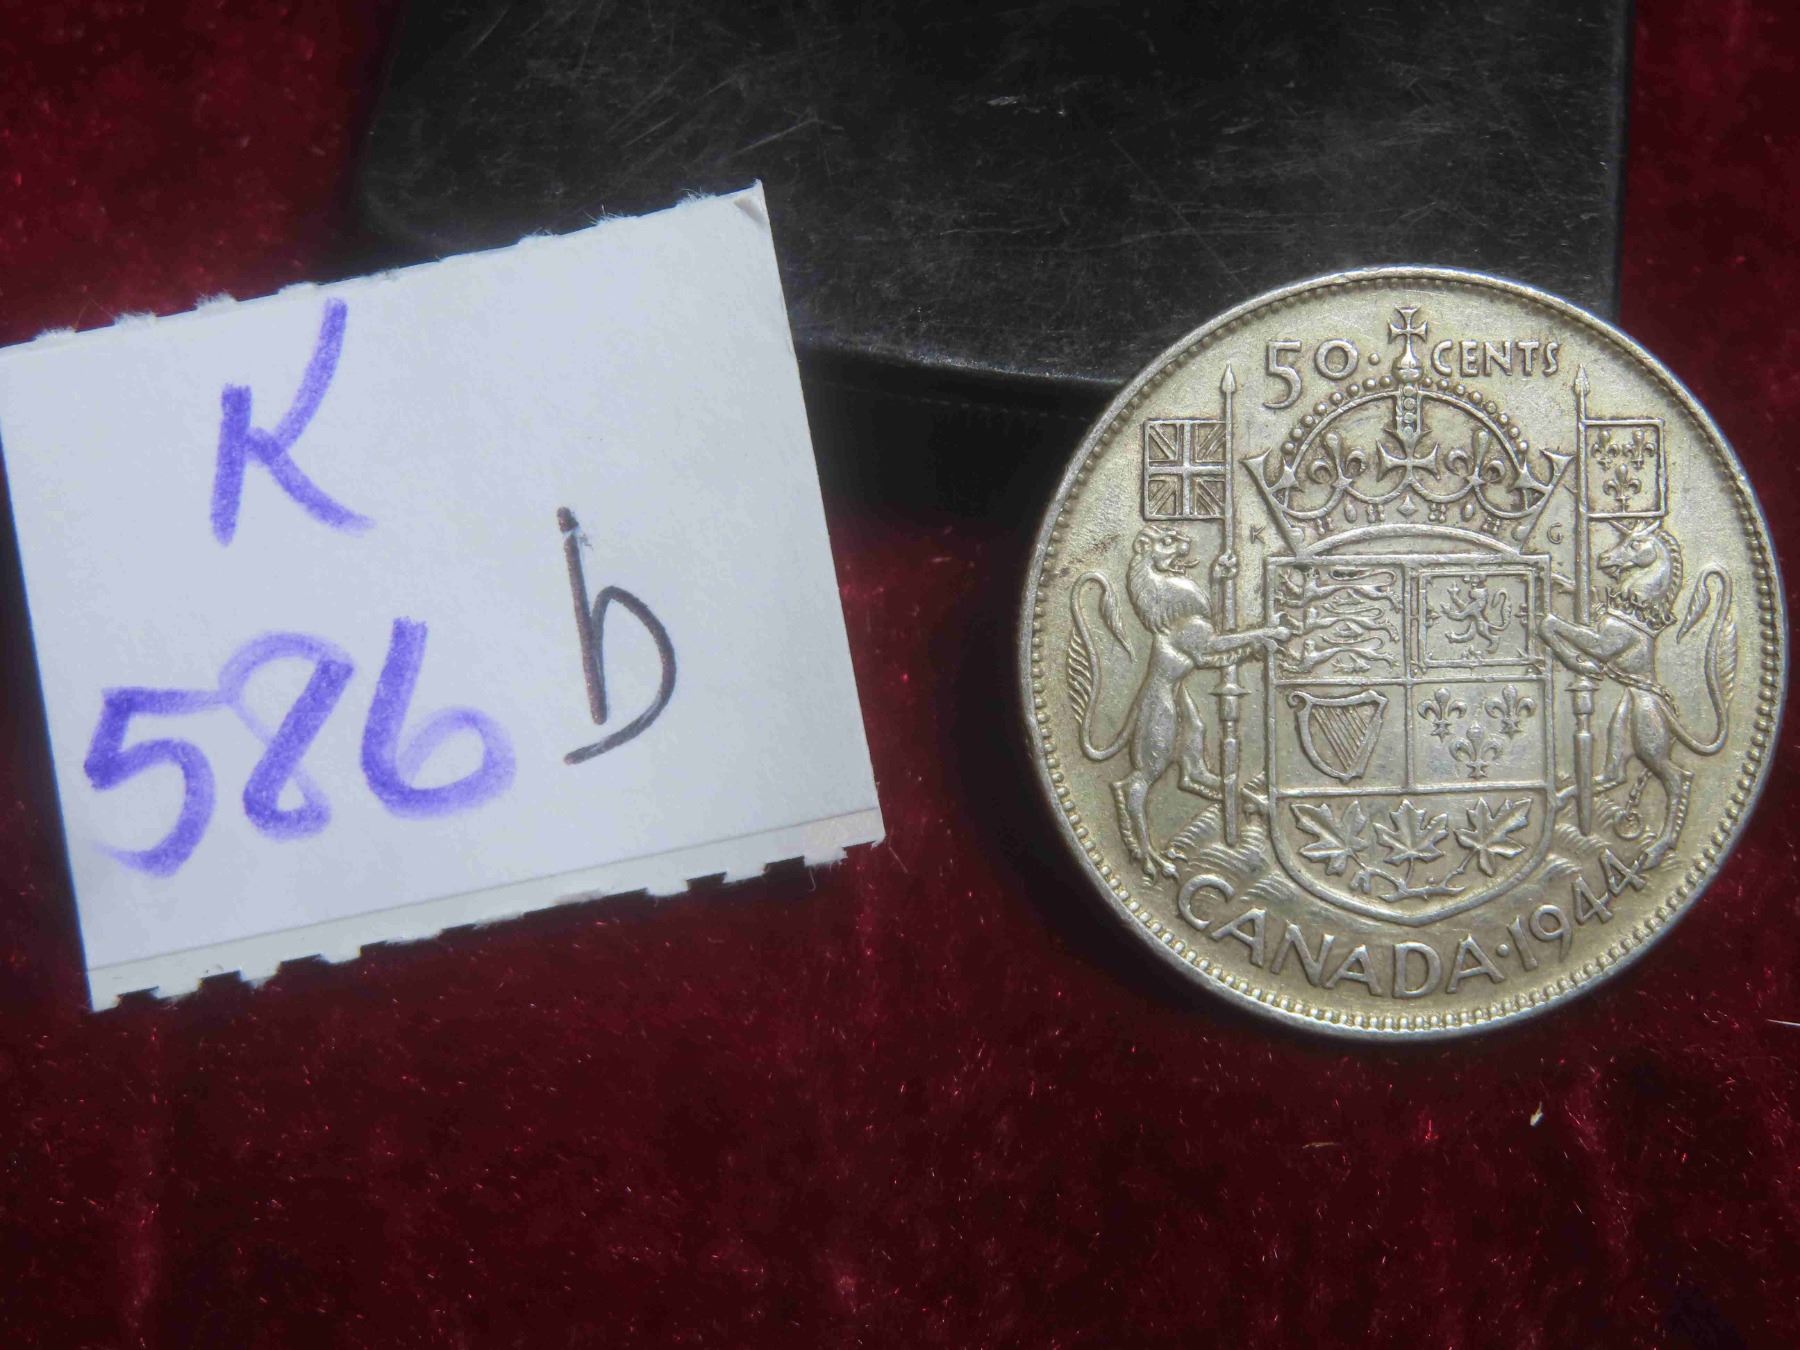 K
586 b
50 · CENTS
K G
CANADA · 1944